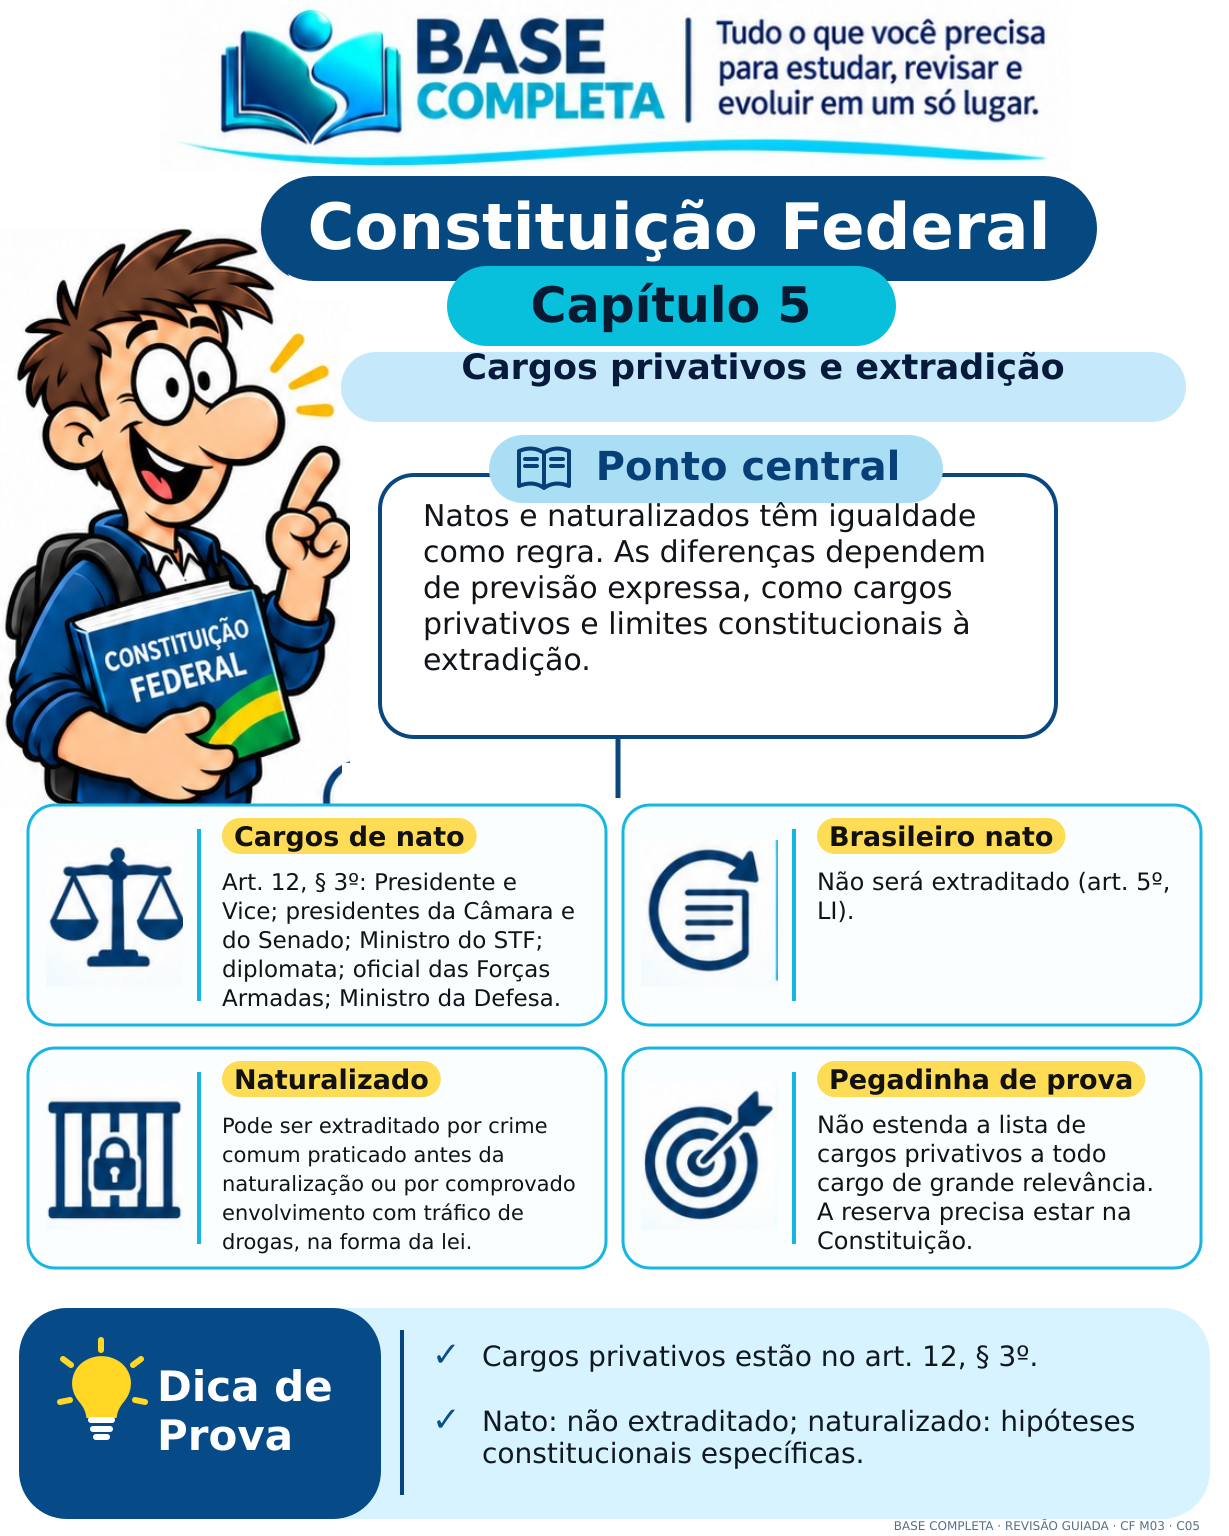 BASE
COMPLETA
Tudo o que você precisa
para estudar, revisar e
evoluir em um só lugar.
Constituição Federal
Capítulo 5
Cargos privativos e extradição
Ponto central
Natos e naturalizados têm igualdade
como regra. As diferenças dependem
de previsão expressa, como cargos
privativos e limites constitucionais à
extradição.
CONSTITUIÇÃO
FEDERAL
Cargos de nato
Art. 12, § 3º: Presidente e
Vice; presidentes da Câmara e
do Senado; Ministro do STF;
diplomata; oficial das Forças
Armadas; Ministro da Defesa.
Brasileiro nato
Não será extraditado (art. 5º,
LI).
Naturalizado
Pode ser extraditado por crime
comum praticado antes da
naturalização ou por comprovado
envolvimento com tráfico de
drogas, na forma da lei.
Pegadinha de prova
Não estenda a lista de
cargos privativos a todo
cargo de grande relevância.
A reserva precisa estar na
Constituição.
Dica de
Prova
✓ Cargos privativos estão no art. 12, § 3º.
✓ Nato: não extraditado; naturalizado: hipóteses
constitucionais específicas.
BASE COMPLETA · REVISÃO GUIADA · CF M03 · C05